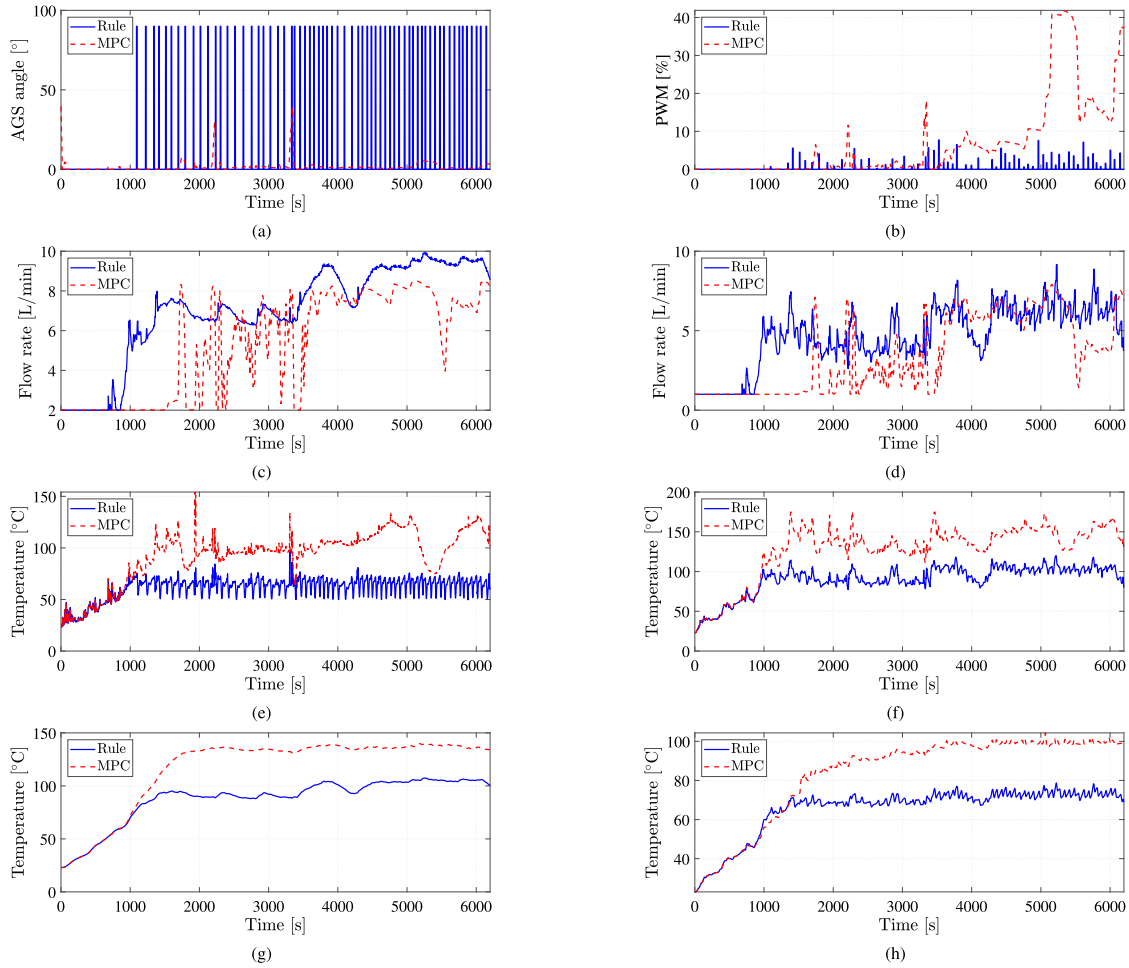 100
50
0
AGS angle [°]
Rule
MPC
0 1000 2000 3000 4000 5000 6000
Time [s]
(a)
40
30
20
10
0
PWM [%]
Rule
MPC
0 1000 2000 3000 4000 5000 6000
Time [s]
(b)
10
8
6
4
2
Flow rate [L/min]
Rule
MPC
0 1000 2000 3000 4000 5000 6000
Time [s]
(c)
10
5
0
Flow rate [L/min]
Rule
MPC
0 1000 2000 3000 4000 5000 6000
Time [s]
(d)
150
100
50
0
Temperature [°C]
Rule
MPC
0 1000 2000 3000 4000 5000 6000
Time [s]
(e)
200
150
100
50
0
Temperature [°C]
Rule
MPC
0 1000 2000 3000 4000 5000 6000
Time [s]
(f)
150
100
50
0
Temperature [°C]
Rule
MPC
0 1000 2000 3000 4000 5000 6000
Time [s]
(g)
100
80
60
40
Temperature [°C]
Rule
MPC
0 1000 2000 3000 4000 5000 6000
Time [s]
(h)